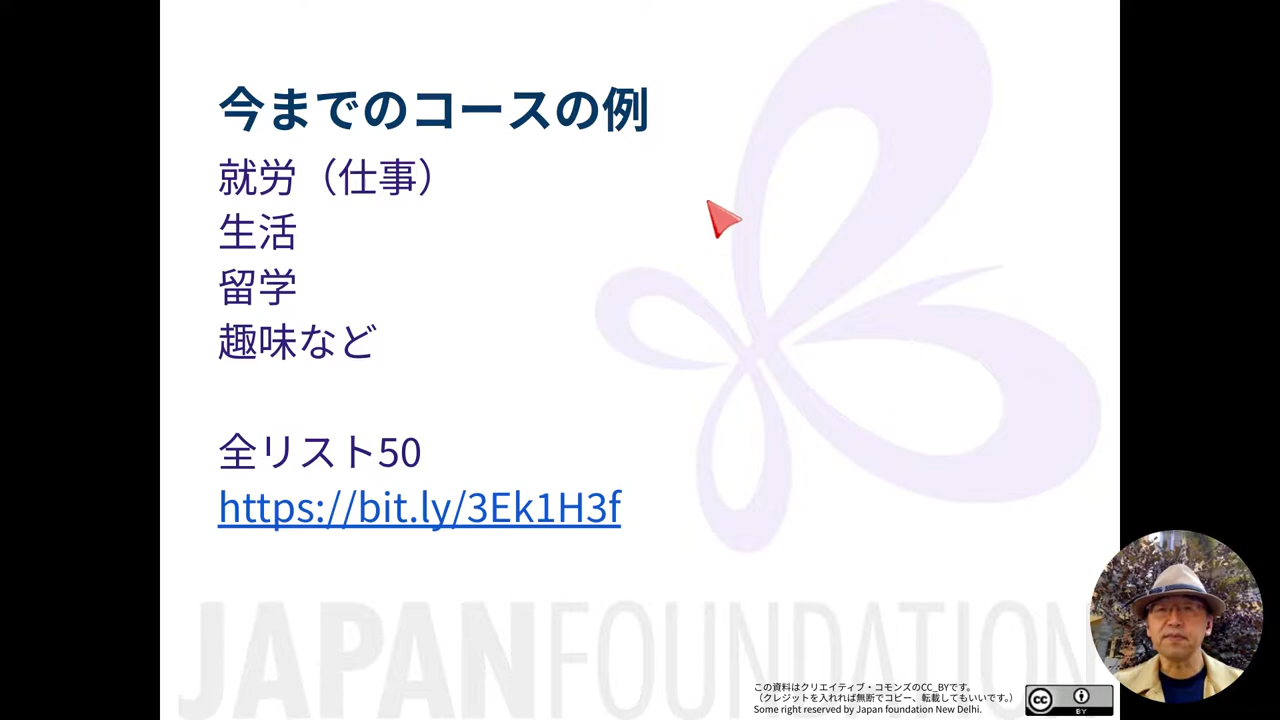 今までのコースの例
就労（仕事）
生活
留学
趣味など
全リスト50
https://bit.ly/3Ek1H3f
JAPANFOUNDATION
この資料はクリエイティブ・コモンズのCC_BYです。
（クレジットを入れれば無断でコピー、転載してもいいです。）
Some right reserved by Japan foundation New Delhi.
cc
BY